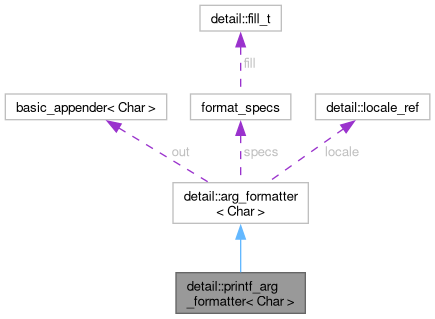 detail::fill_t
fill
basic_appender< Char >
format_specs
detail::locale_ref
out
specs
locale
detail::arg_formatter
< Char >
detail::printf_arg
_formatter< Char >